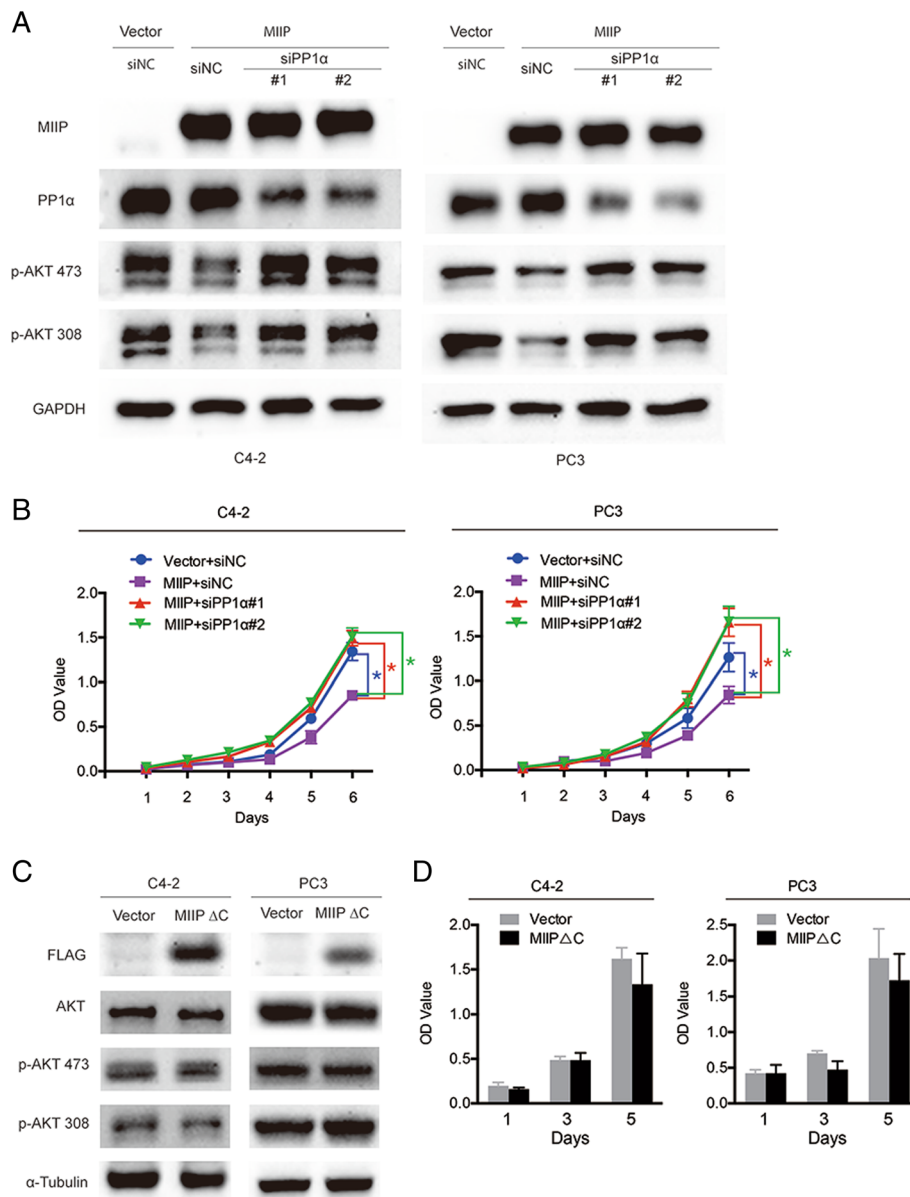 A
Vector
MIIP
MIIP
siNC
siNC
siPP1α
#1
#2
Vector
siNC
siNC
siPP1α
#1
#2
MIIP
PP1α
p-AKT 473
p-AKT 308
GAPDH
C4-2
PC3
B
C4-2
Vector+siNC
MIIP+siNC
MIIP+siPP1α#1
MIIP+siPP1α#2
OD Value
2.0
1.5
1.0
0.5
0.0
* * *
1 2 3 4 5 6
Days
PC3
Vector+siNC
MIIP+siNC
MIIP+siPP1α#1
MIIP+siPP1α#2
OD Value
2.0
1.5
1.0
0.5
0.0
* * *
1 2 3 4 5 6
Days
C
C4-2
PC3
Vector MIIP ΔC
Vector MIIP ΔC
FLAG
AKT
p-AKT 473
p-AKT 308
α-Tubulin
D
C4-2
Vector
MIIP△C
OD Value
2.0
1.5
1.0
0.5
0.0
1 3 5
Days
PC3
Vector
MIIP△C
OD Value
2.5
2.0
1.5
1.0
0.5
0.0
1 3 5
Days